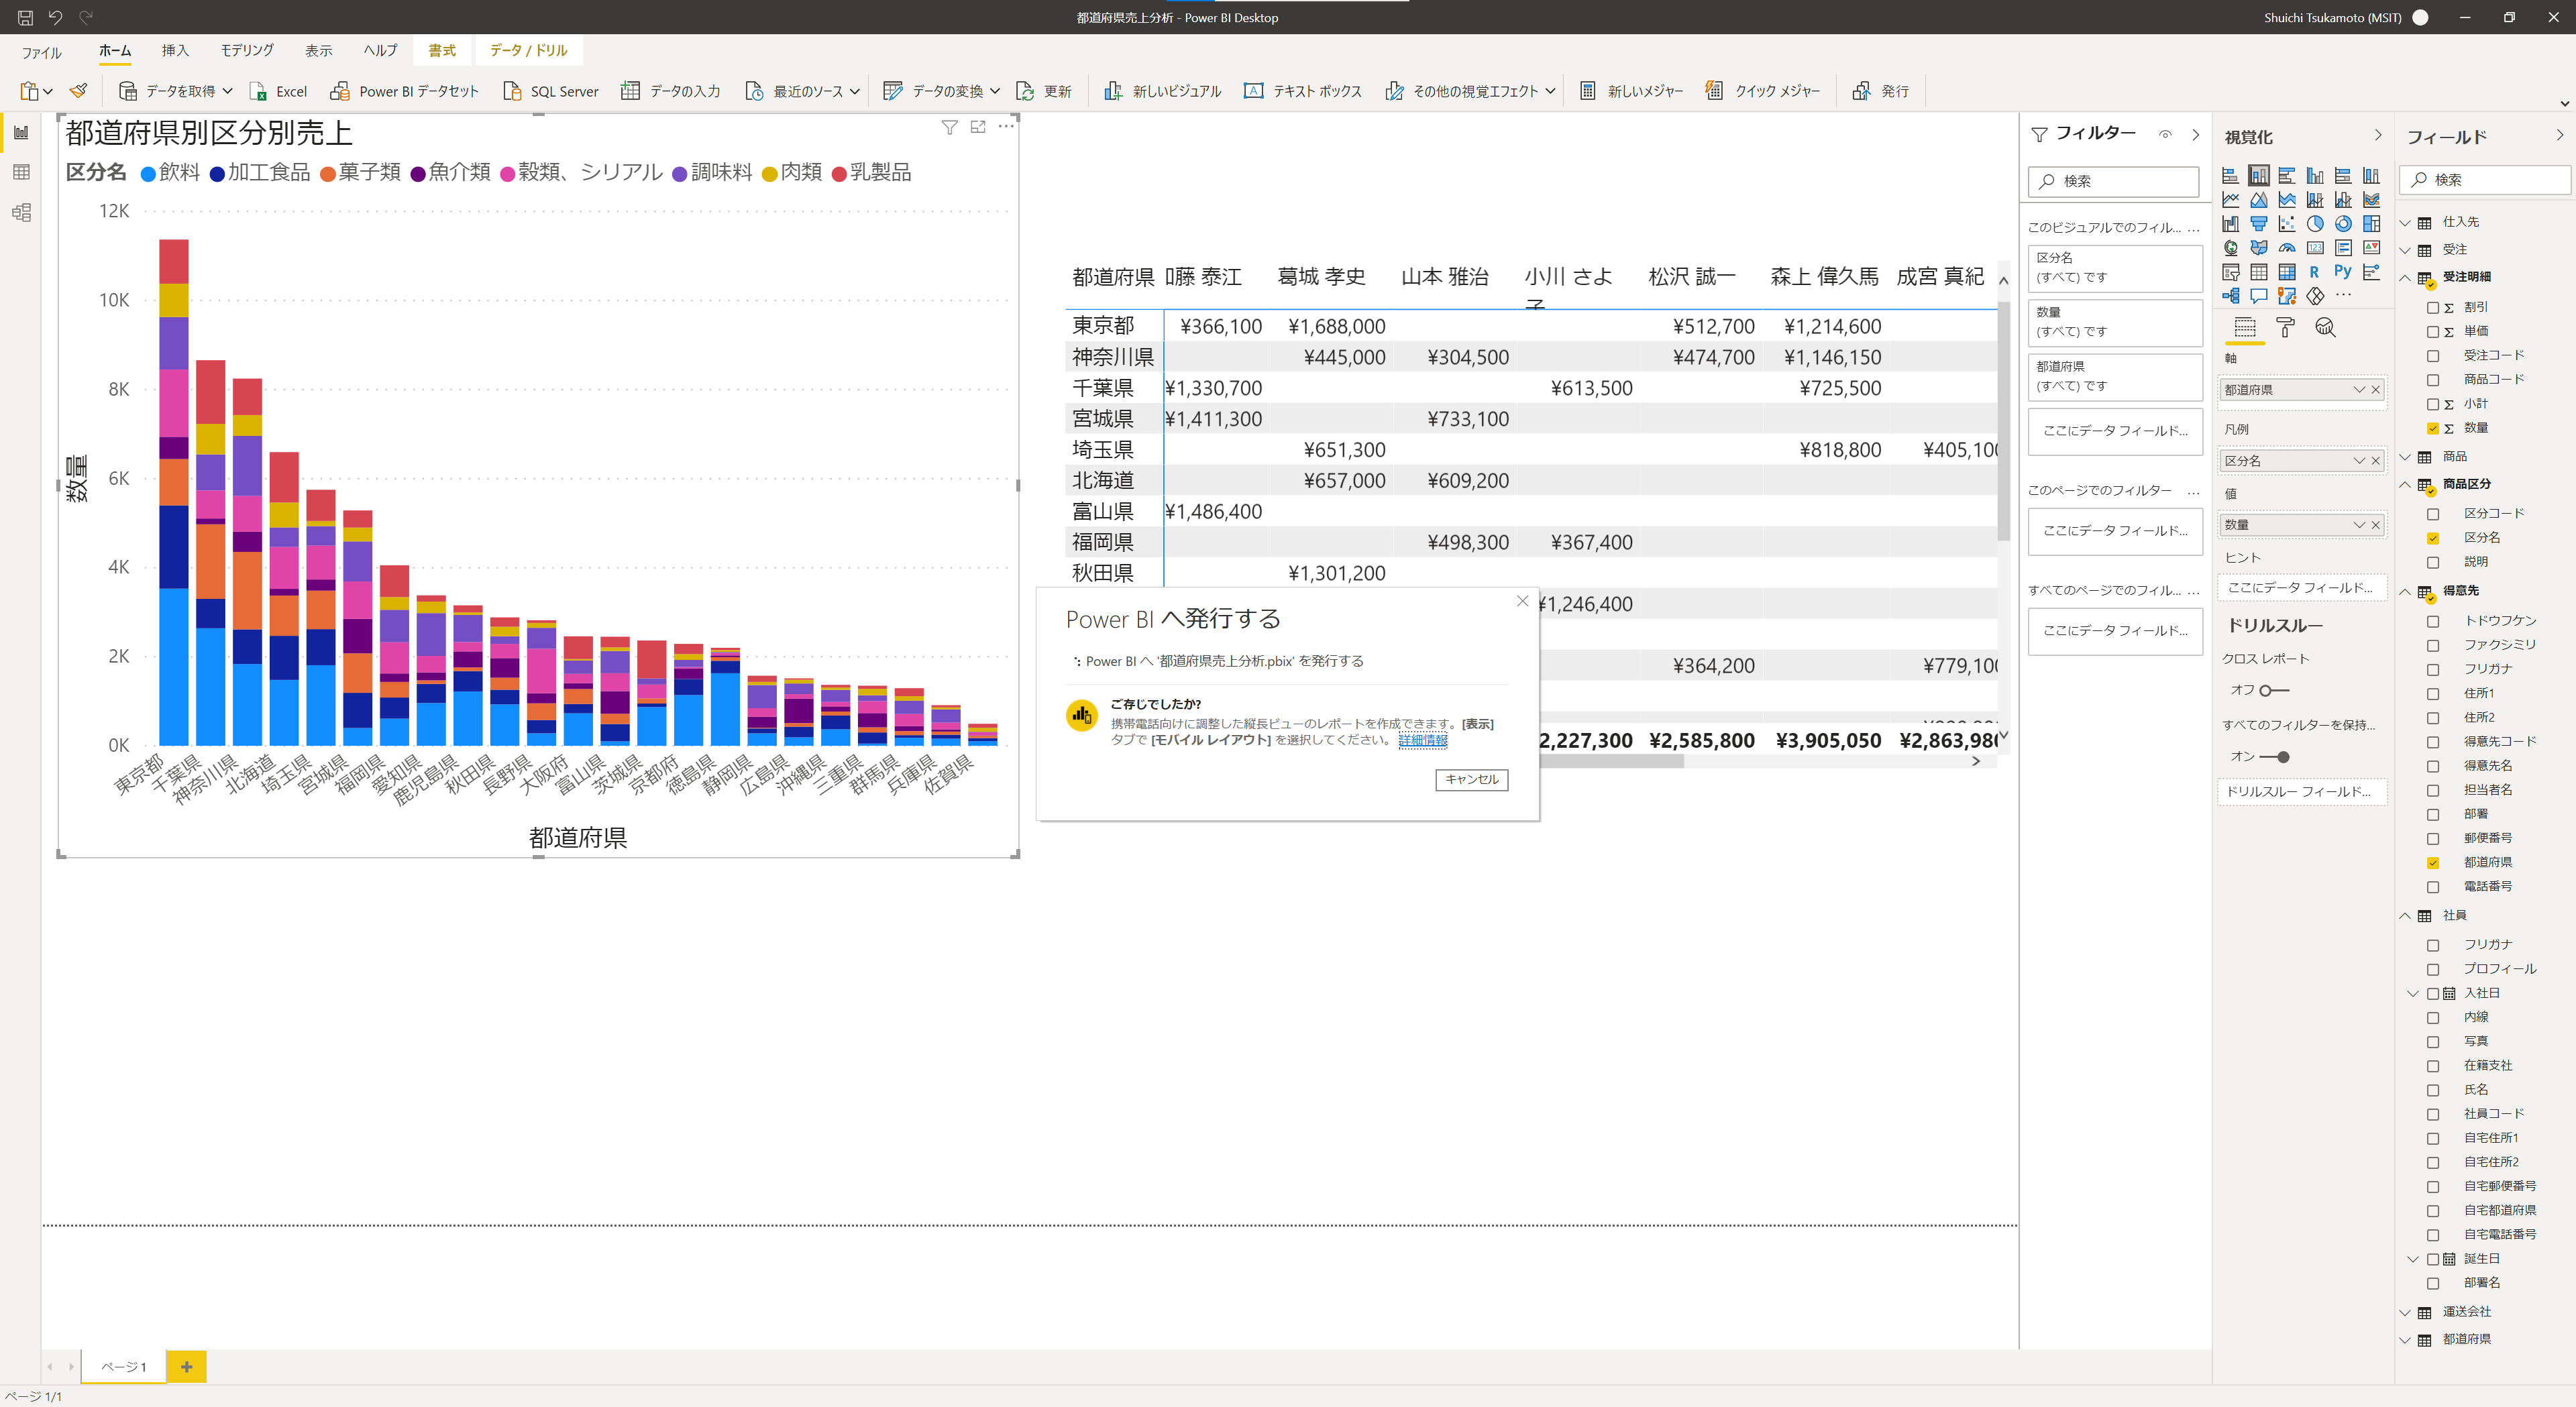 都道府県売上分析 - Power BI Desktop
Shuichi Tsukamoto (MSIT)
ファイル ホーム 挿入 モデリング 表示 ヘルプ 書式 データ / ドリル
データを取得 Excel Power BI データセット SQL Server データの入力 最近のソース データの変換 更新 新しいビジュアル テキスト ボックス その他の視覚エフェクト 新しいメジャー クイック メジャー 発行
都道府県別区分別売上
区分名 飲料 加工食品 菓子類 魚介類 穀類、シリアル 調味料 肉類 乳製品
12K
10K
8K
6K
4K
2K
0K
数量
東京都 千葉県 神奈川県 北海道 埼玉県 宮城県 福岡県 愛知県 鹿児島県 秋田県 長野県 大阪府 富山県 茨城県 京都府 徳島県 静岡県 広島県 沖縄県 三重県 群馬県 兵庫県 佐賀県
都道府県
都道府県 藤 泰江 葛城 孝史 山本 雅治 小川 さよ子 松沢 誠一 森上 偉久馬 成宮 真紀
東京都 ¥366,100 ¥1,688,000 ¥512,700 ¥1,214,600
神奈川県 ¥445,000 ¥304,500 ¥474,700 ¥1,146,150
千葉県 ¥1,330,700 ¥613,500 ¥725,500
宮城県 ¥1,411,300 ¥733,100
埼玉県 ¥651,300 ¥818,800 ¥405,100
北海道 ¥657,000 ¥609,200
富山県 ¥1,486,400
福岡県 ¥498,300 ¥367,400
秋田県 ¥1,301,200
¥1,246,400
¥364,200 ¥779,100
2,227,300 ¥2,585,800 ¥3,905,050 ¥2,863,980
Power BI へ発行する
Power BI へ '都道府県売上分析.pbix' を発行する
ご存じでしたか?
携帯電話向けに調整した縦長ビューのレポートを作成できます。[表示]
タブで [モバイル レイアウト] を選択してください。 詳細情報
キャンセル
フィルター
検索
このビジュアルでのフィル... ...
区分名
(すべて) です
数量
(すべて) です
都道府県
(すべて) です
ここにデータ フィールド...
このページでのフィルター ...
ここにデータ フィールド...
すべてのページでのフィル... ...
ここにデータ フィールド...
視覚化
R Py
123
...
軸
都道府県
凡例
区分名
値
数量
ヒント
ここにデータ フィールド...
ドリルスルー
クロス レポート
オフ
すべてのフィルターを保持...
オン
ドリルスルー フィールド...
フィールド
検索
仕入先
受注
受注明細
Σ 割引
Σ 単価
受注コード
商品コード
Σ 小計
Σ 数量
商品
商品区分
区分コード
区分名
説明
得意先
トドウフケン
ファクシミリ
フリガナ
住所1
住所2
得意先コード
得意先名
担当者名
部署
郵便番号
都道府県
電話番号
社員
フリガナ
プロフィール
入社日
内線
写真
在籍支社
氏名
社員コード
自宅住所1
自宅住所2
自宅郵便番号
自宅都道府県
自宅電話番号
誕生日
部署名
運送会社
都道府県
ページ 1
ページ 1/1